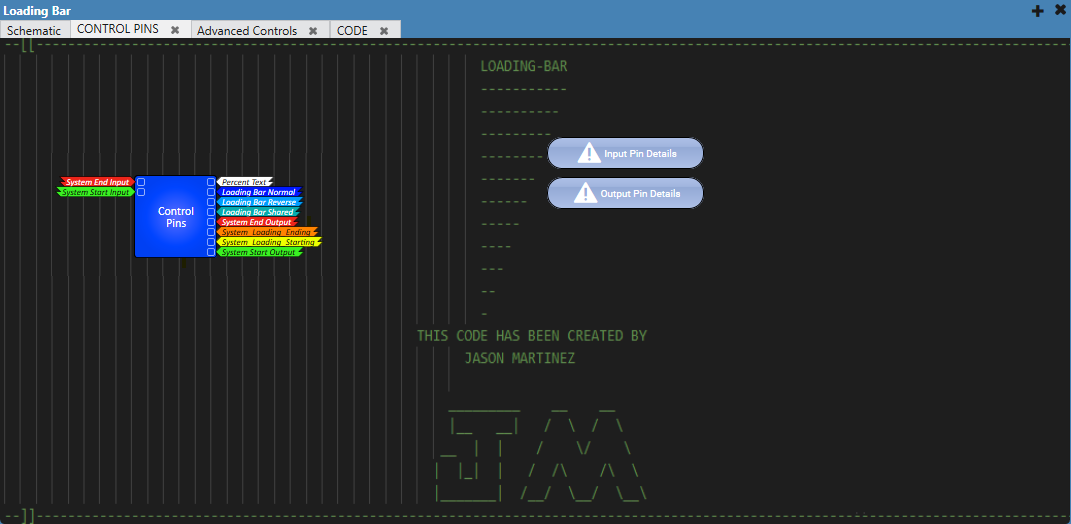 Loading Bar
Schematic
CONTROL PINS
Advanced Controls
CODE
--[[
LOADING-BAR
-----------
----------
---------
--------
-------
------
-----
----
---
--
-
Input Pin Details
Output Pin Details
System End Input
System Start Input
Control
Pins
Percent Text
Loading Bar Normal
Loading Bar Reverse
Loading Bar Shared
System End Output
System_Loading_Ending
System_Loading_Starting
System Start Output
THIS CODE HAS BEEN CREATED BY
JASON MARTINEZ
JM
--]]